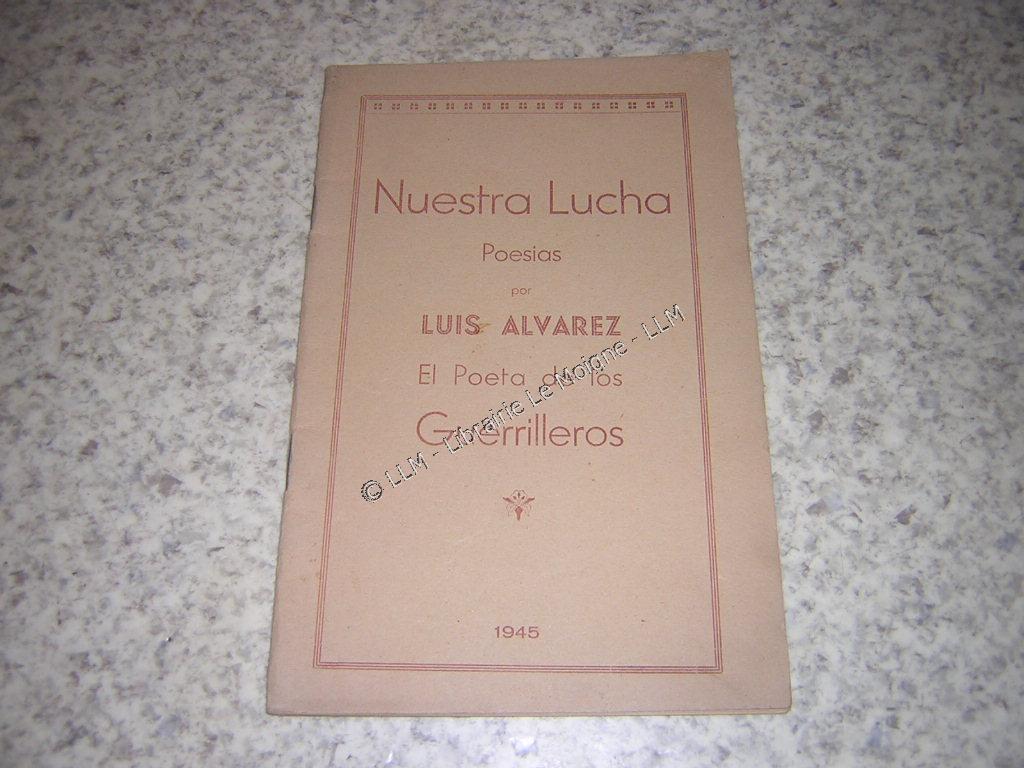 Nuestra Lucha
Poesias
por
LUIS ALVAREZ
El Poeta de los
Guerrilleros
1945
© LLM - Librairie Le Moigne - LLM